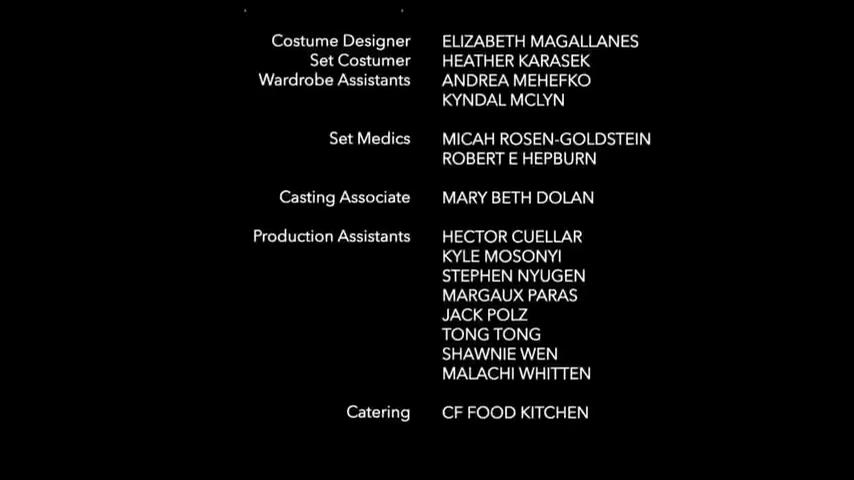 Costume Designer ELIZABETH MAGALLANES
Set Costumer HEATHER KARASEK
Wardrobe Assistants ANDREA MEHEFKO
KYNDAL MCLYN
Set Medics MICAH ROSEN-GOLDSTEIN
ROBERT E HEPBURN
Casting Associate MARY BETH DOLAN
Production Assistants HECTOR CUELLAR
KYLE MOSONYI
STEPHEN NYUGEN
MARGAUX PARAS
JACK POLZ
TONG TONG
SHAWNIE WEN
MALACHI WHITTEN
Catering CF FOOD KITCHEN